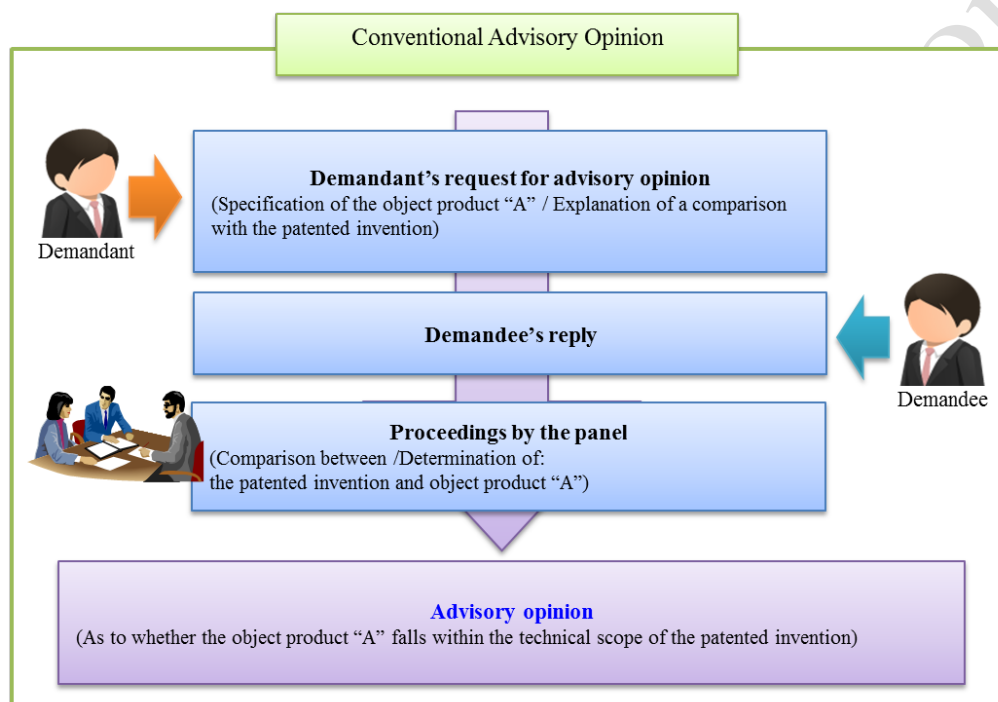 Conventional Advisory Opinion
Demandant
Demandant’s request for advisory opinion
(Specification of the object product “A” / Explanation of a comparison
with the patented invention)
Demandee’s reply
Demandee
Proceedings by the panel
(Comparison between /Determination of:
the patented invention and object product “A”)
Advisory opinion
(As to whether the object product “A” falls within the technical scope of the patented invention)